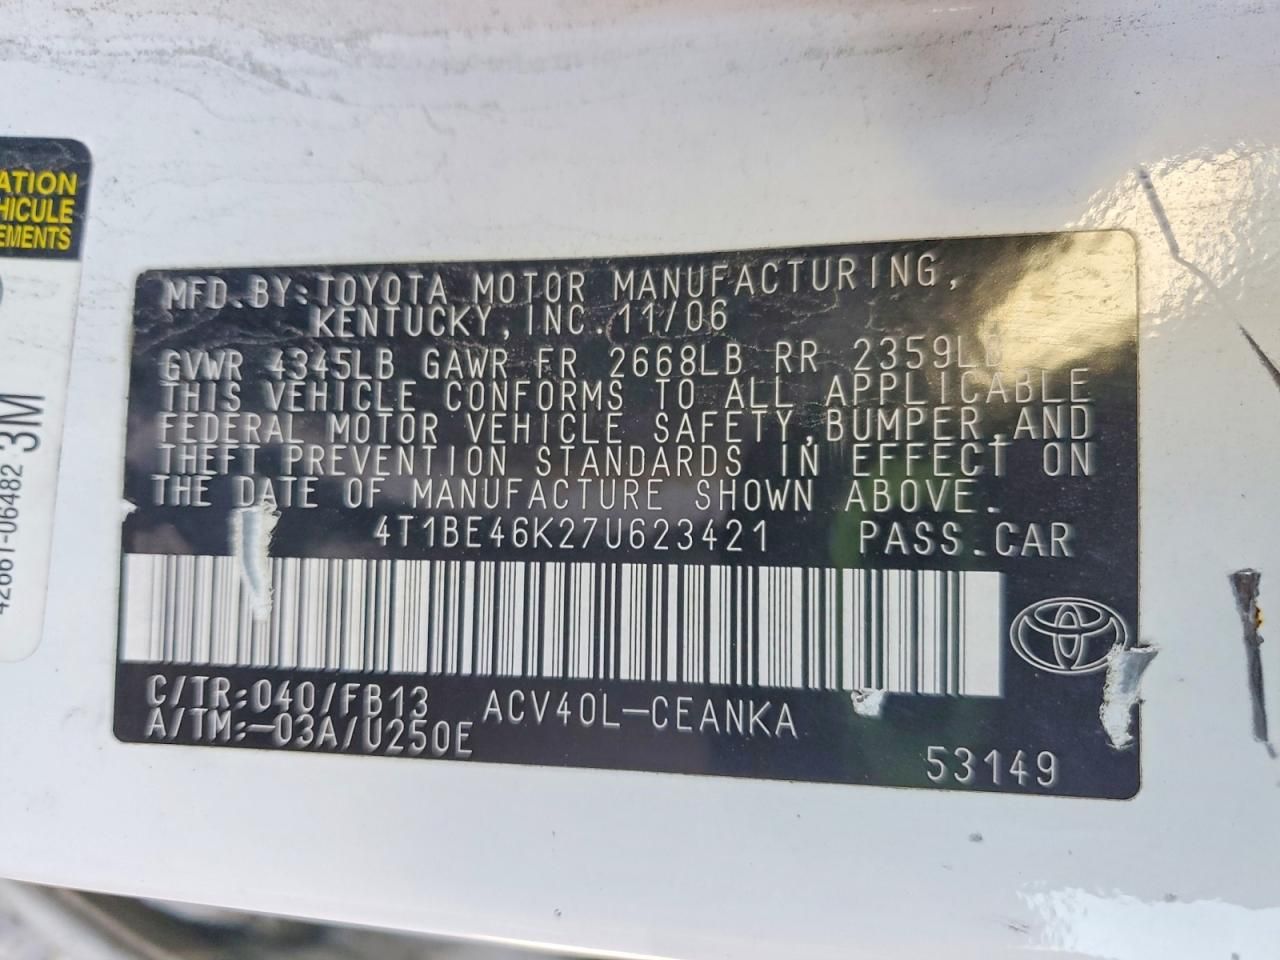 ATION
HICULE
EMENTS
3M
42661-06482
MFD.BY:TOYOTA MOTOR MANUFACTURING,
KENTUCKY,INC. 11/06
GVWR 4345LB GAWR FR 2668LB RR 2359LB
THIS VEHICLE CONFORMS TO ALL APPLICABLE
FEDERAL MOTOR VEHICLE SAFETY,BUMPER,AND
THEFT PREVENTION STANDARDS IN EFFECT ON
THE DATE OF MANUFACTURE SHOWN ABOVE.
4T1BE46K27U623421 PASS.CAR
C/TR:040/FB13 ACV40L-CEANKA
A/TM:-03A/U250E
53149